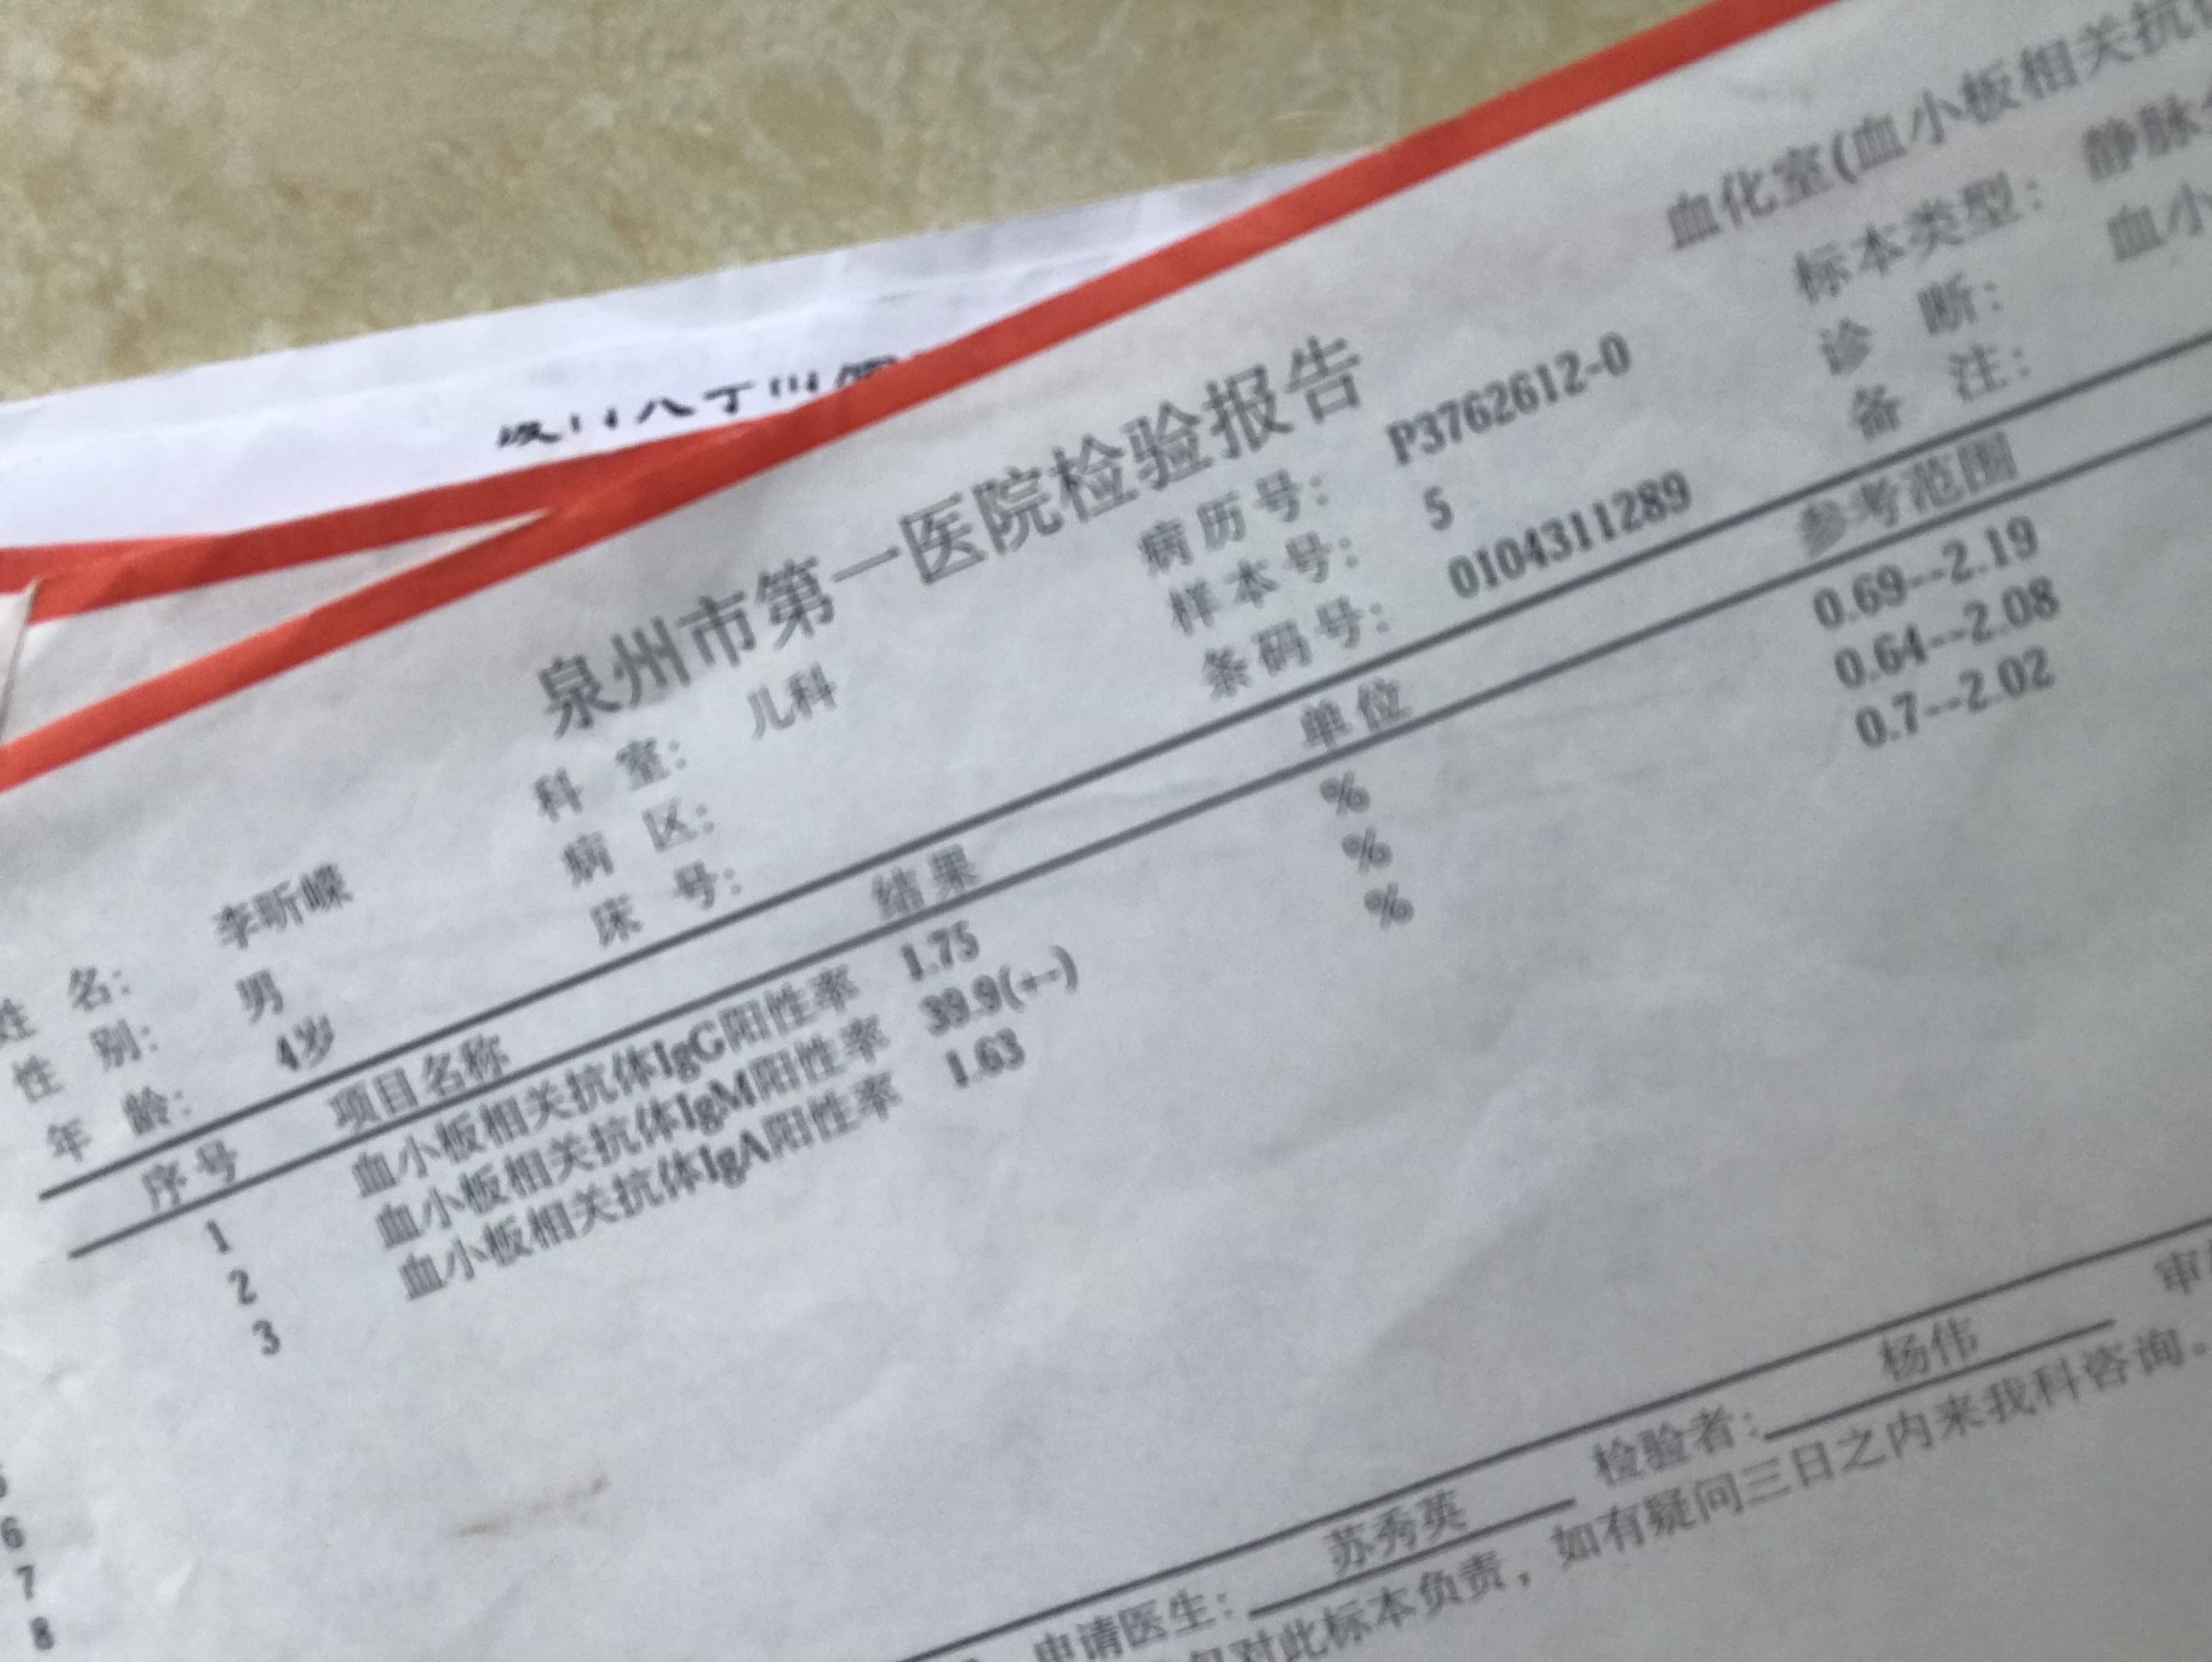 血化室(血小板相关抗
泉州市第一医院检验报告
姓 名: 李昕嵘 科 室: 儿科 病历号: P3762612-0 标本类型: 静脉
性 别: 男 病 区: 样本号: 5 诊 断: 血小
年 龄: 4岁 床 号: 条码号: 0104311289 备 注:
序号 项目名称 结果 单位 参考范围
1 血小板相关抗体IgG阳性率 1.75 % 0.69--2.19
2 血小板相关抗体IgM阳性率 39.9(+-) % 0.64--2.08
3 血小板相关抗体IgA阳性率 1.63 % 0.7--2.02
6
7
8
申请医生: 苏秀英 检验者: 杨伟 审
仅对此标本负责，如有疑问三日之内来我科咨询。